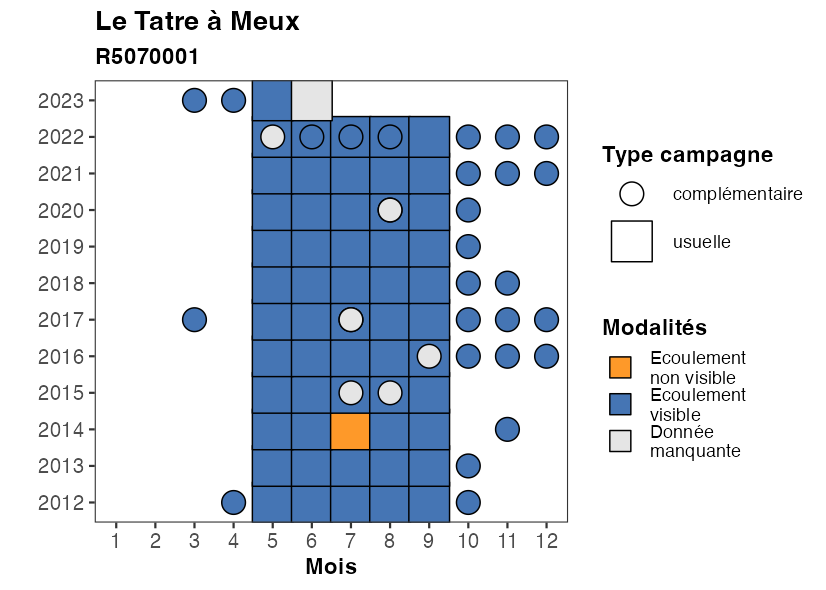 Le Tatre à Meux
R5070001
2023
2022
2021
2020
2019
2018
2017
2016
2015
2014
2013
2012
1 2 3 4 5 6 7 8 9 10 11 12
Mois
Type campagne
complémentaire
usuelle
Modalités
Ecoulement
non visible
Ecoulement
visible
Donnée
manquante